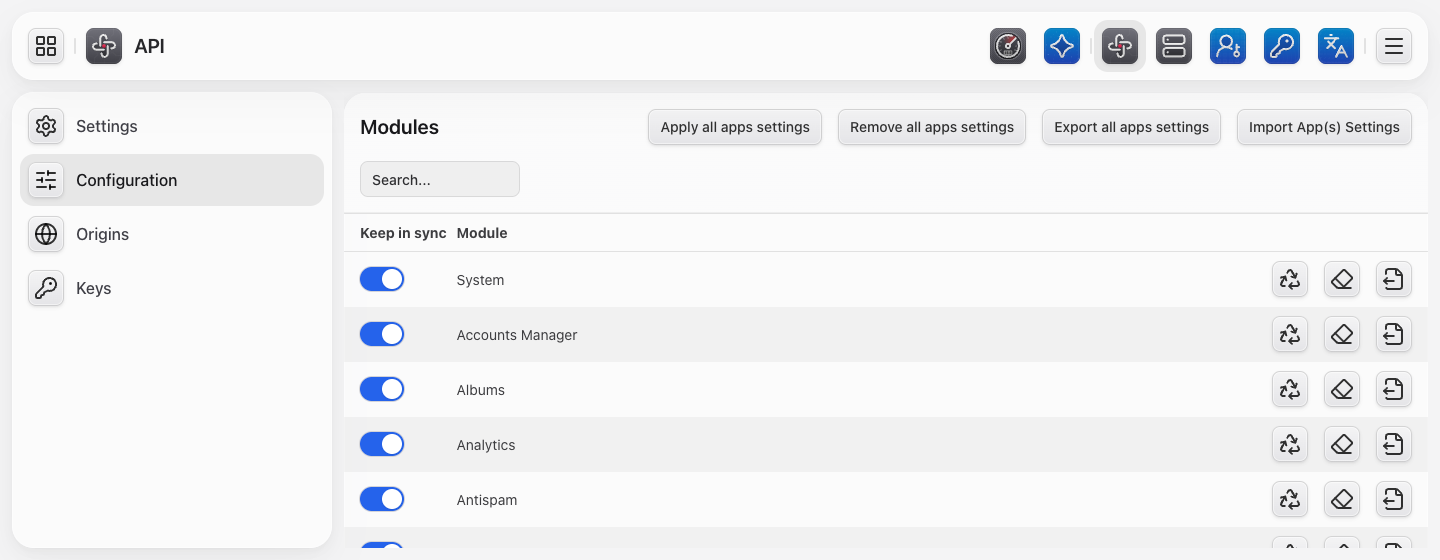 API
Settings
Configuration
Origins
Keys
Modules
Apply all apps settings
Remove all apps settings
Export all apps settings
Import App(s) Settings
Search...
Keep in sync Module
System
Accounts Manager
Albums
Analytics
Antispam